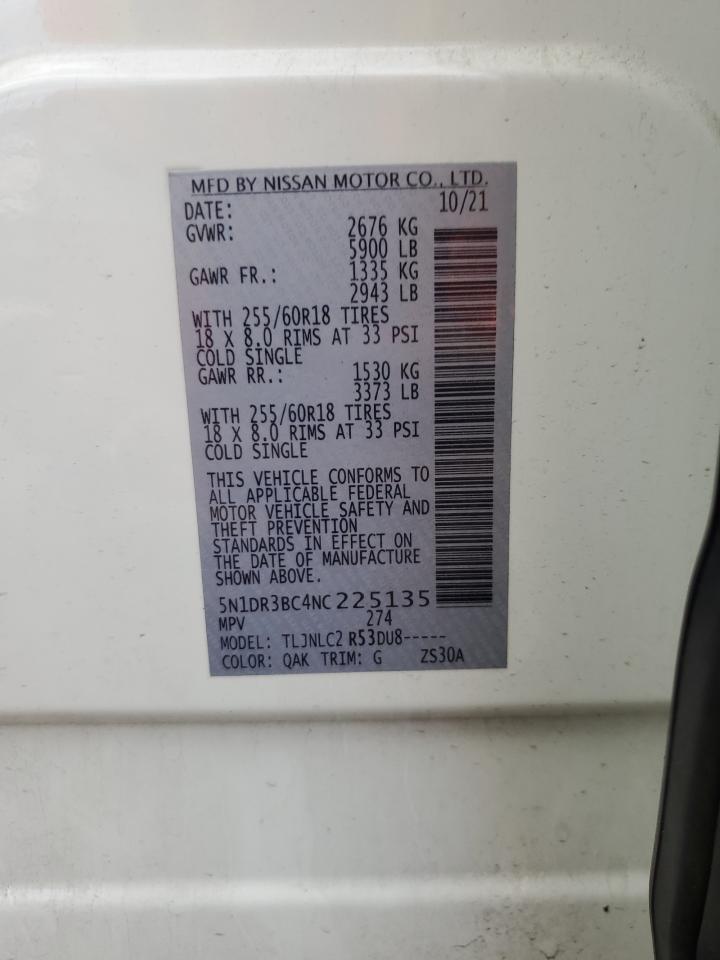 MFD BY NISSAN MOTOR CO., LTD.
DATE: 10/21
GVWR: 2676 KG
5900 LB
GAWR FR.: 1335 KG
2943 LB
WITH 255/60R18 TIRES
18 X 8.0 RIMS AT 33 PSI
COLD SINGLE
GAWR RR.: 1530 KG
3373 LB
WITH 255/60R18 TIRES
18 X 8.0 RIMS AT 33 PSI
COLD SINGLE
THIS VEHICLE CONFORMS TO
ALL APPLICABLE FEDERAL
MOTOR VEHICLE SAFETY AND
THEFT PREVENTION
STANDARDS IN EFFECT ON
THE DATE OF MANUFACTURE
SHOWN ABOVE.
5N1DR3BC4NC225135
MPV 274
MODEL: TLJNLC2 R53DU8-----
COLOR: QAK TRIM: G ZS30A